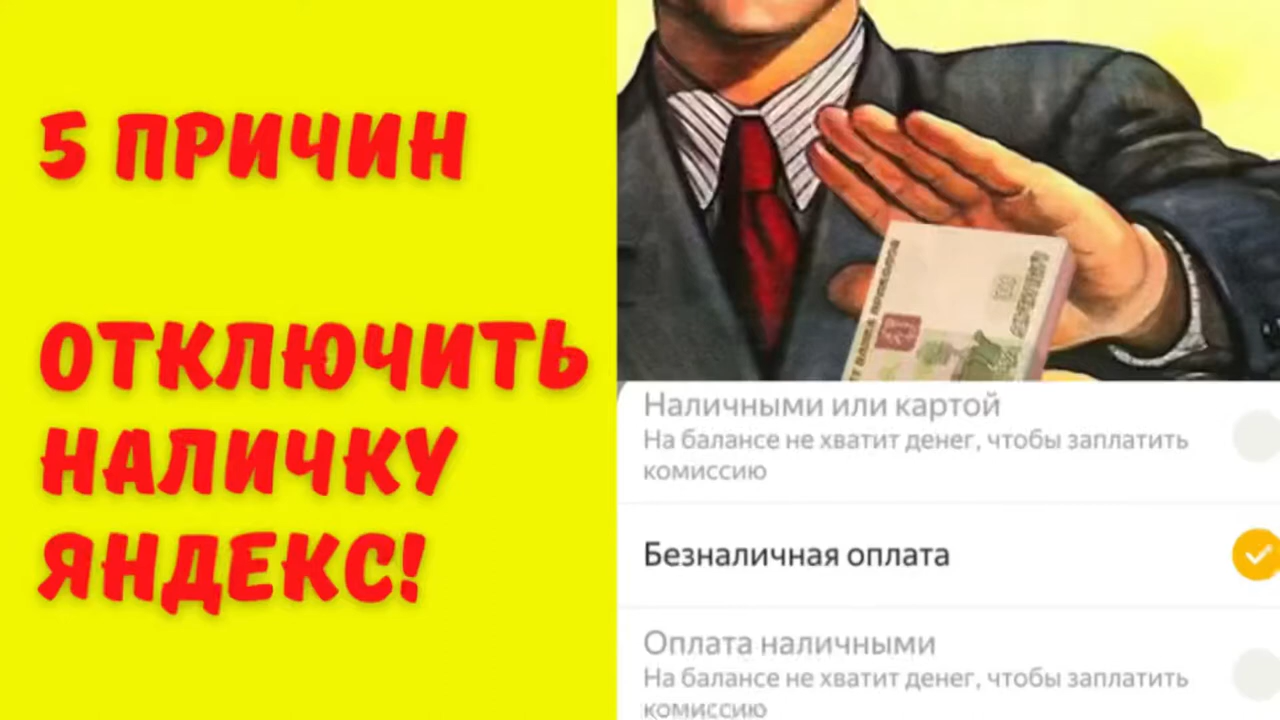 5 ПРИЧИН
ОТКЛЮЧИТЬ
НАЛИЧКУ
ЯНДЕКС!
Наличными или картой
На балансе не хватит денег, чтобы заплатить
комиссию
Безналичная оплата
Оплата наличными
На балансе не хватит денег, чтобы заплатить
комиссию